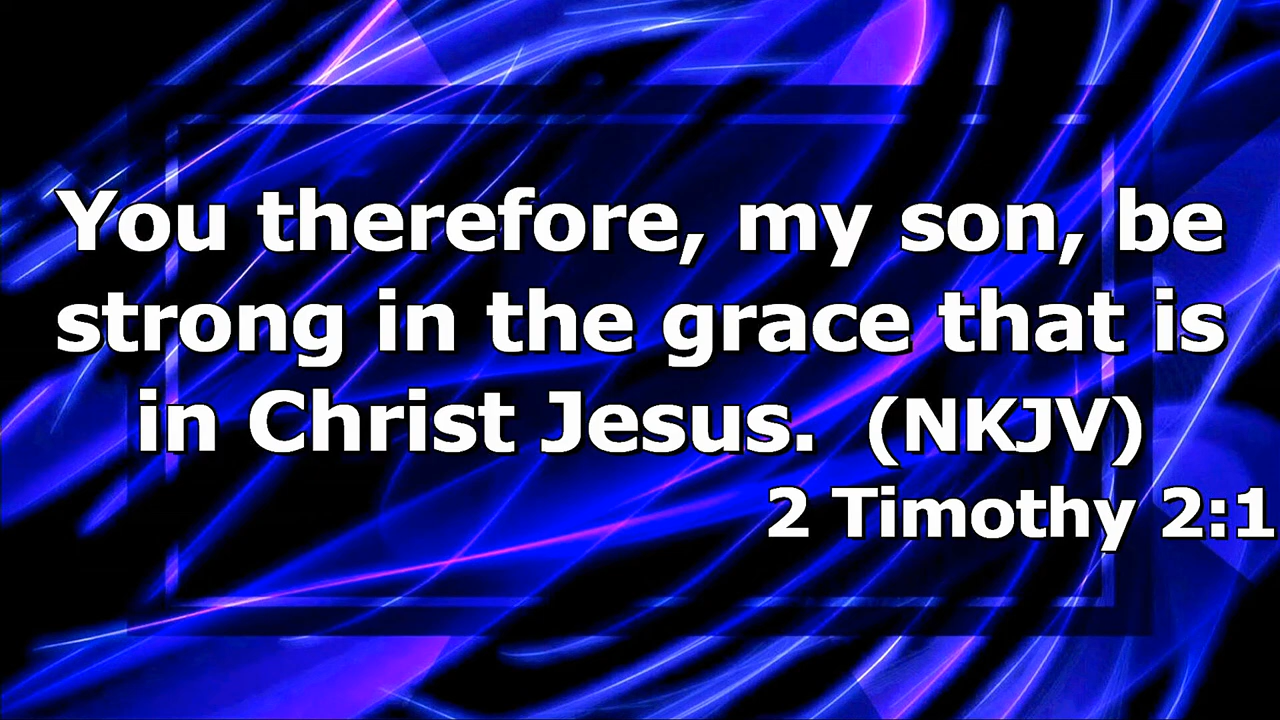 You therefore, my son, be
strong in the grace that is
in Christ Jesus. (NKJV)
2 Timothy 2:1